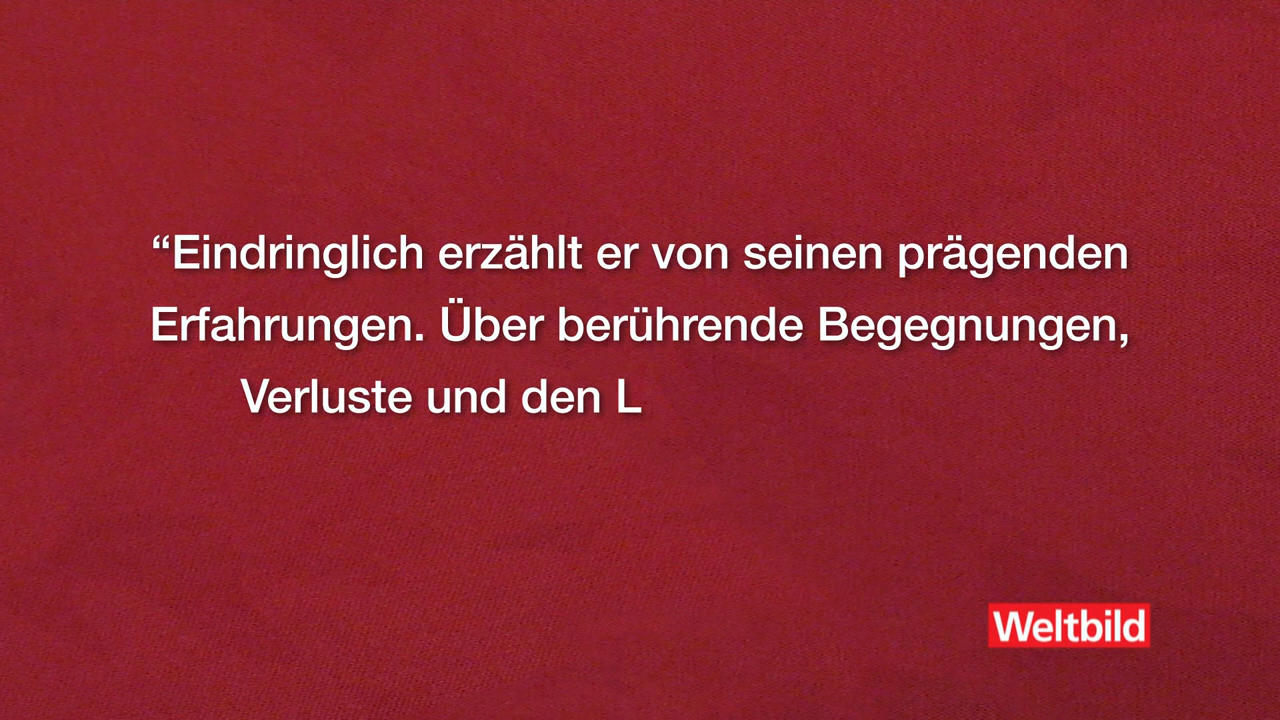 “Eindringlich erzählt er von seinen prägenden
Erfahrungen. Über berührende Begegnungen,
Verluste und den L
Weltbild